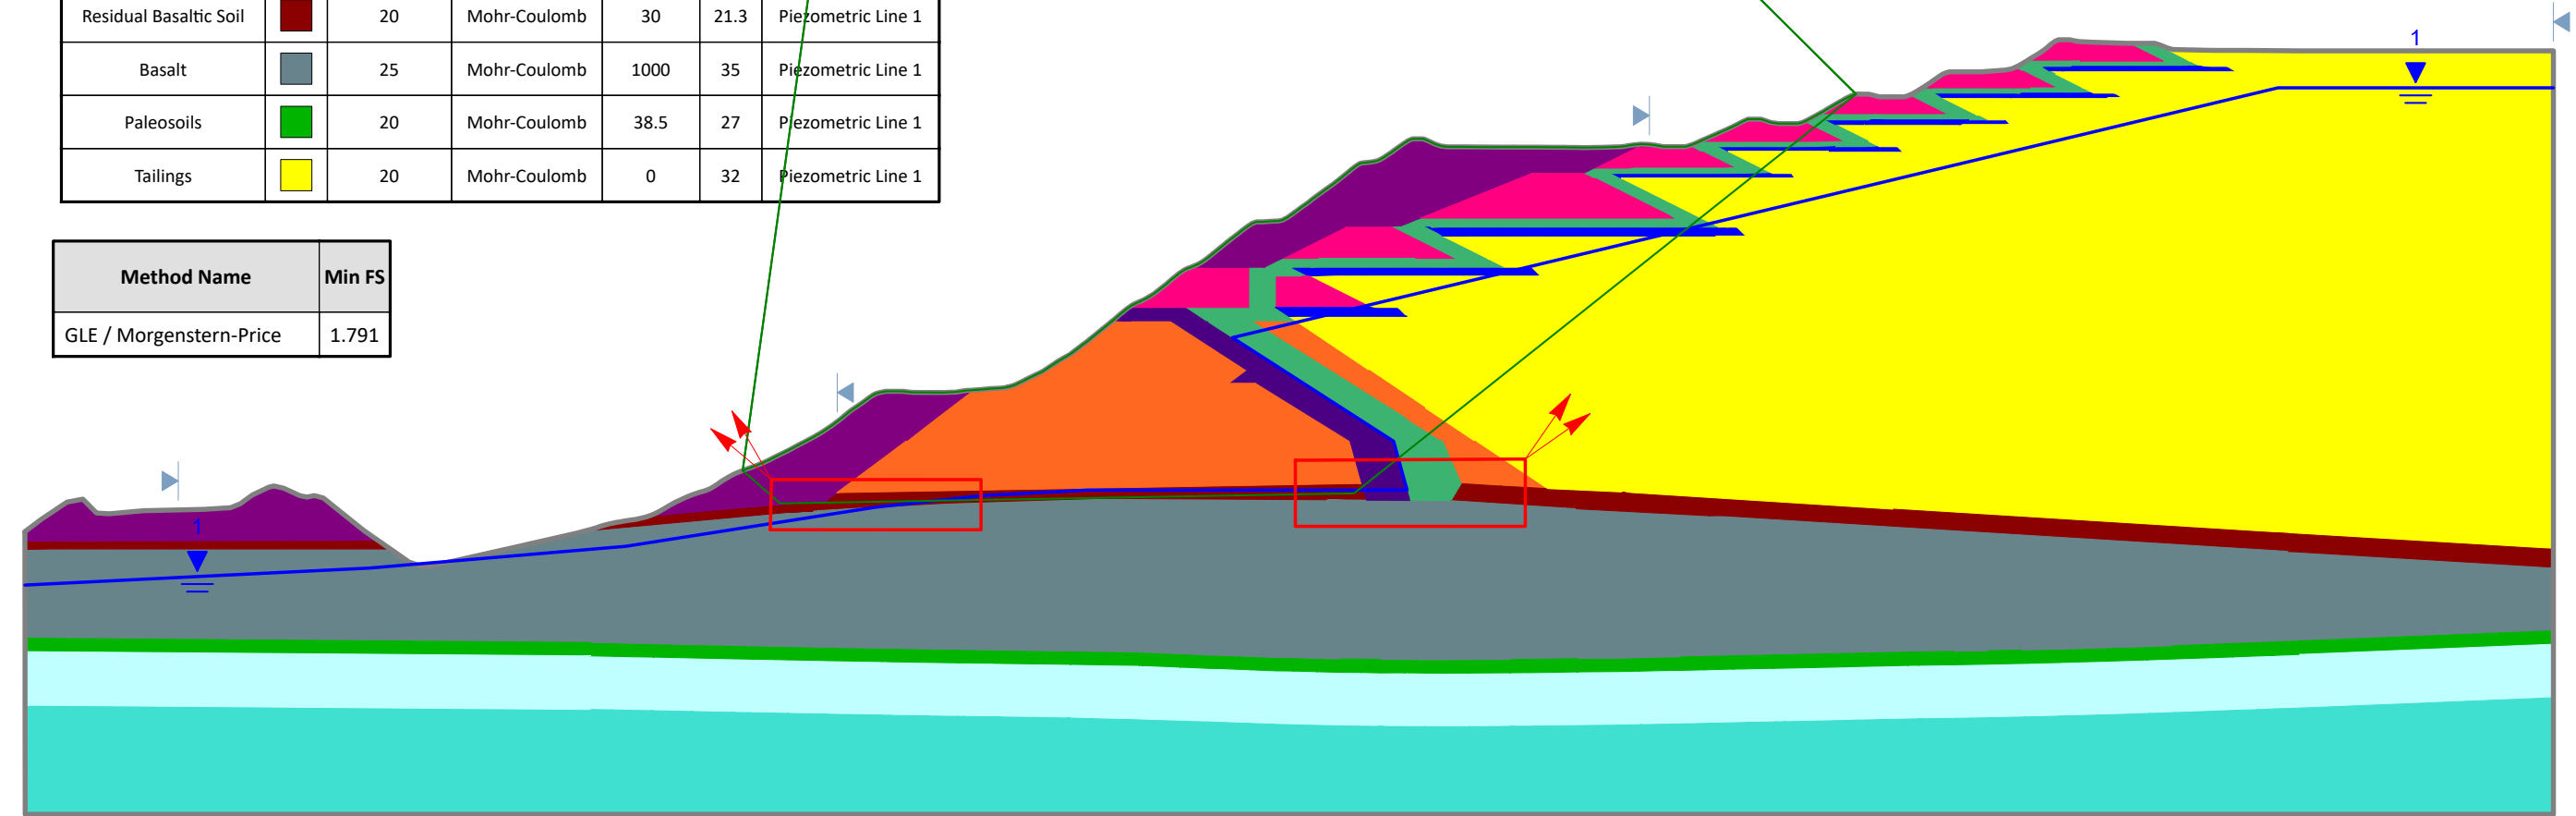 Residual Basaltic Soil 20 Mohr-Coulomb 30 21.3 Piezometric Line 1
Basalt 25 Mohr-Coulomb 1000 35 Piezometric Line 1
Paleosoils 20 Mohr-Coulomb 38.5 27 Piezometric Line 1
Tailings 20 Mohr-Coulomb 0 32 Piezometric Line 1
Method Name Min FS
GLE / Morgenstern-Price 1.791
1
1